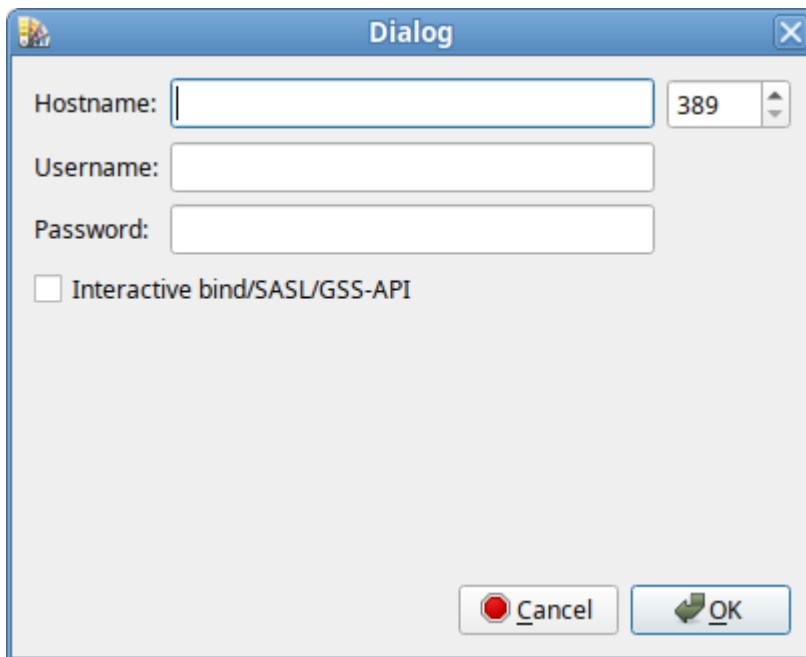 Dialog
Hostname: 389
Username:
Password:
Interactive bind/SASL/GSS-API
Cancel OK